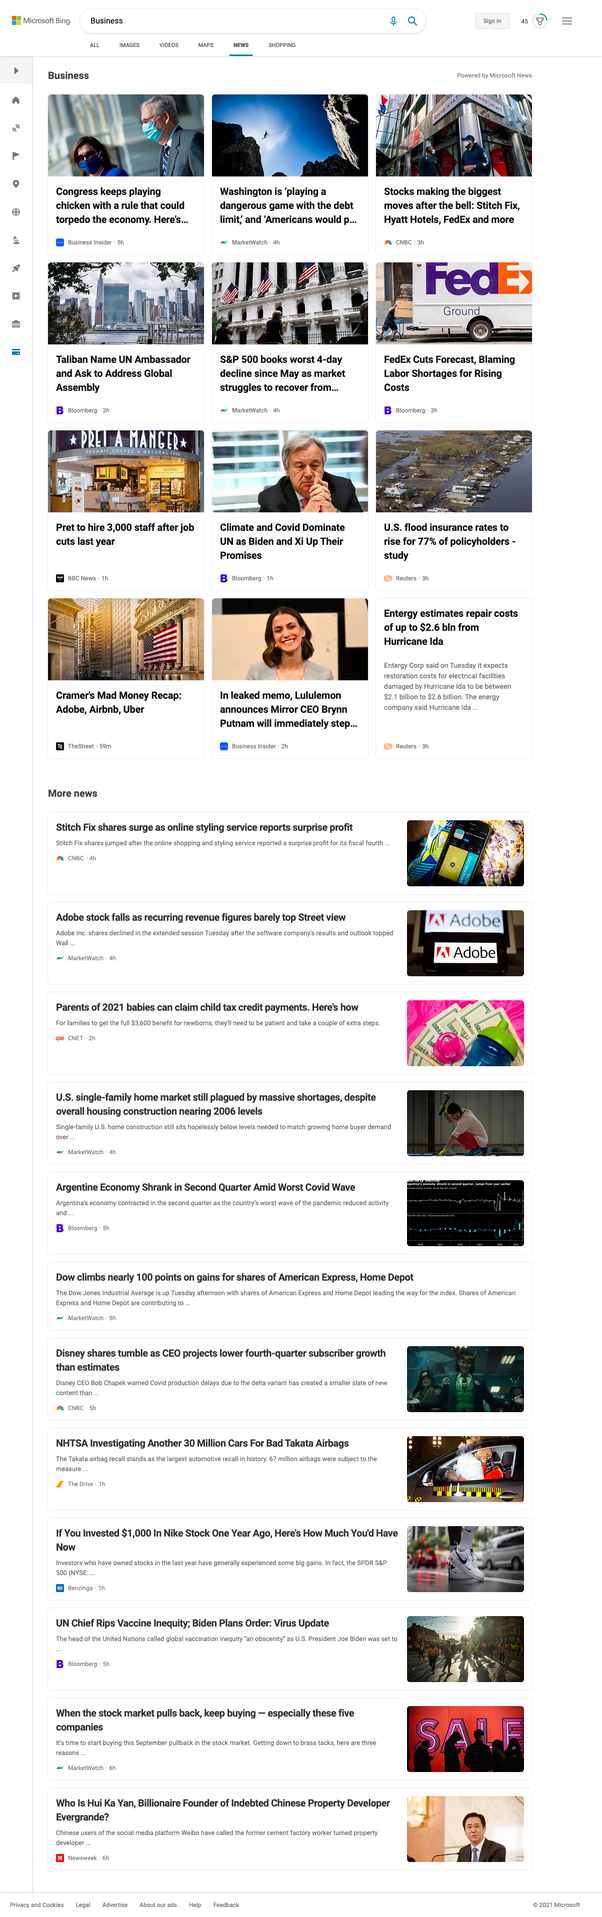 Microsoft Bing
Business
Sign in
45
ALL
IMAGES
VIDEOS
MAPS
NEWS
SHOPPING
Business
Powered by Microsoft News
Congress keeps playing
chicken with a rule that could
torpedo the economy. Here's...
Business Insider · 5h
Washington is 'playing a
dangerous game with the debt
limit,' and 'Americans would p...
MarketWatch · 4h
Stocks making the biggest
moves after the bell: Stitch Fix,
Hyatt Hotels, FedEx and more
CNBC · 3h
Taliban Name UN Ambassador
and Ask to Address Global
Assembly
Bloomberg · 2h
S&P 500 books worst 4-day
decline since May as market
struggles to recover from...
MarketWatch · 4h
FedEx
Ground
FedEx Cuts Forecast, Blaming
Labor Shortages for Rising
Costs
Bloomberg · 3h
PRET A MANGER
ORGANIC COFFEE
Pret to hire 3,000 staff after job
cuts last year
BBC News · 1h
Climate and Covid Dominate
UN as Biden and Xi Up Their
Promises
Bloomberg · 1h
U.S. flood insurance rates to
rise for 77% of policyholders -
study
Reuters · 3h
Cramer's Mad Money Recap:
Adobe, Airbnb, Uber
TheStreet · 59m
In leaked memo, Lululemon
announces Mirror CEO Brynn
Putnam will immediately step...
Business Insider · 2h
Entergy estimates repair costs
of up to $2.6 bln from
Hurricane Ida
Entergy Corp said on Tuesday it expects
restoration costs for electrical facilities
damaged by Hurricane Ida to be between
$2.1 billion to $2.6 billion. The energy
company said Hurricane Ida ...
Reuters · 3h
More news
Stitch Fix shares surge as online styling service reports surprise profit
Stitch Fix shares jumped after the online shopping and styling service reported a surprise profit for its fiscal fourth ...
CNBC · 4h
Adobe stock falls as recurring revenue figures barely top Street view
Adobe Inc. shares declined in the extended session Tuesday after the software company's results and outlook topped
Wall ...
MarketWatch · 4h
Adobe
Adobe
Parents of 2021 babies can claim child tax credit payments. Here's how
For families to get the full $3,600 benefit for newborns, they'll need to be patient and take a couple of extra steps.
CNET · 2h
U.S. single-family home market still plagued by massive shortages, despite
overall housing construction nearing 2006 levels
Single-family U.S. home construction still sits hopelessly below levels needed to match growing home buyer demand
over ...
MarketWatch · 4h
Argentine Economy Shrank in Second Quarter Amid Worst Covid Wave
Argentina's economy contracted in the second quarter as the country's worst wave of the pandemic reduced activity
and ...
Bloomberg · 5h
Dow climbs nearly 100 points on gains for shares of American Express, Home Depot
The Dow Jones Industrial Average is up Tuesday afternoon with shares of American Express and Home Depot leading the way for the index. Shares of American
Express and Home Depot are contributing to ...
MarketWatch · 5h
Disney shares tumble as CEO projects lower fourth-quarter subscriber growth
than estimates
Disney CEO Bob Chapek warned Covid production delays due to the delta variant has created a smaller slate of new
content than ...
CNBC · 5h
NHTSA Investigating Another 30 Million Cars For Bad Takata Airbags
The Takata airbag recall stands as the largest automotive recall in history. 67 million airbags were subject to the
measure ...
The Drive · 1h
If You Invested $1,000 In Nike Stock One Year Ago, Here's How Much You'd Have
Now
Investors who have owned stocks in the last year have generally experienced some big gains. In fact, the SPDR S&P
500 (NYSE: ...
Benzinga · 1h
UN Chief Rips Vaccine Inequity; Biden Plans Order: Virus Update
The head of the United Nations called global vaccination inequity "an obscenity" as U.S. President Joe Biden was set to
...
Bloomberg · 5h
When the stock market pulls back, keep buying — especially these five
companies
It's time to start buying this September pullback in the stock market. Getting down to brass tacks, here are three
reasons ...
MarketWatch · 6h
SALE
Who Is Hui Ka Yan, Billionaire Founder of Indebted Chinese Property Developer
Evergrande?
Chinese users of the social media platform Weibo have called the former cement factory worker turned property
developer ...
Newsweek · 6h
Privacy and Cookies
Legal
Advertise
About our ads
Help
Feedback
© 2021 Microsoft